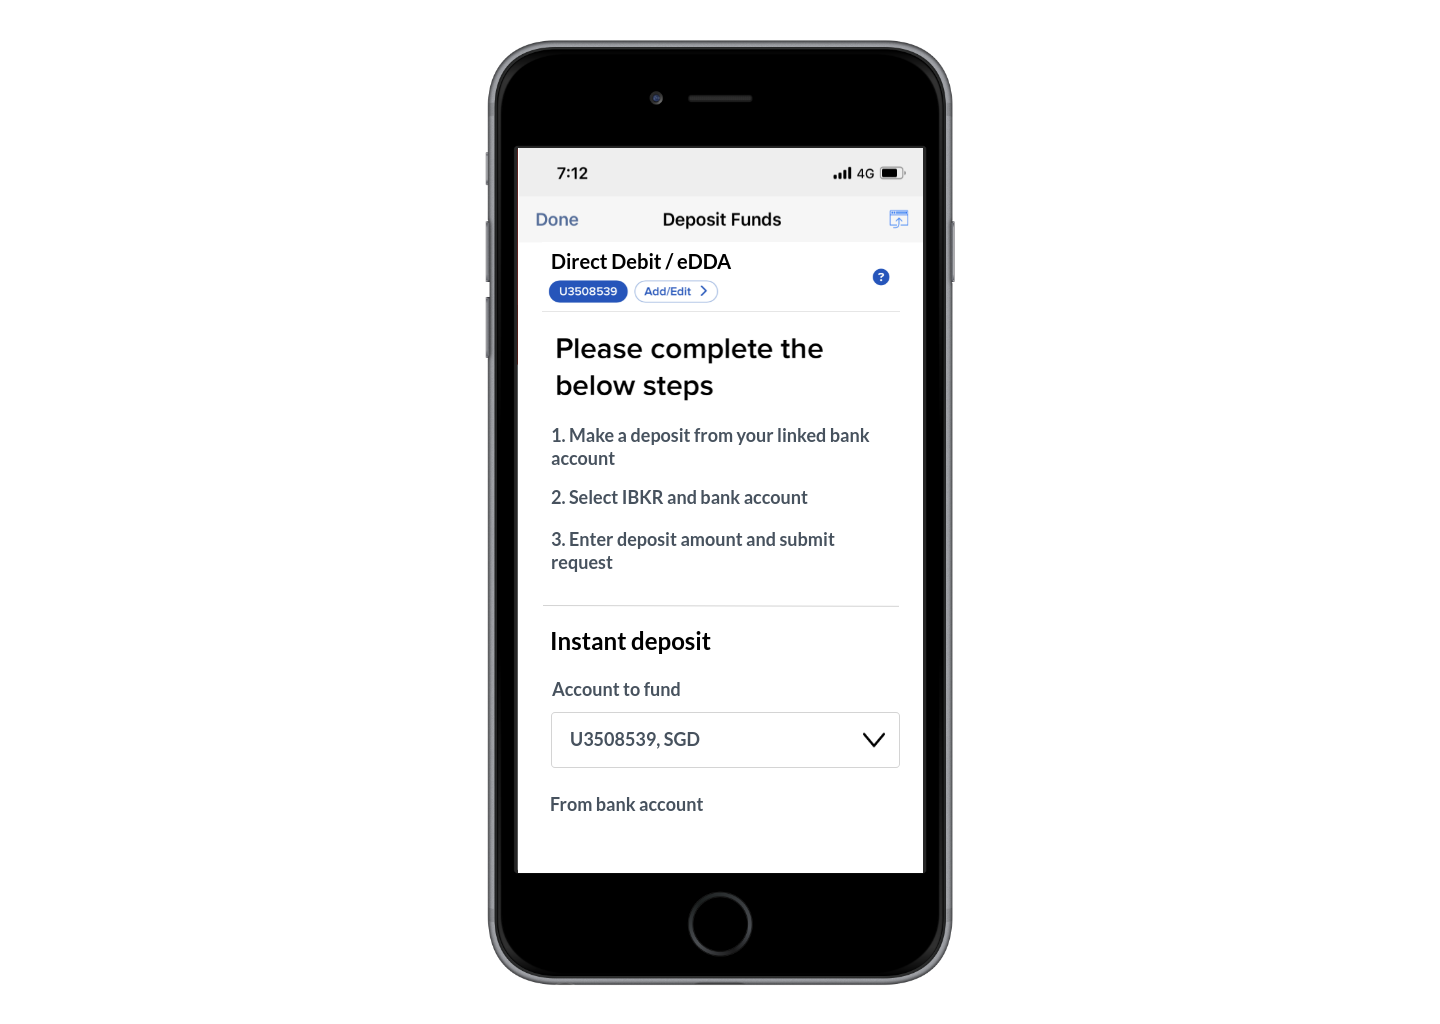 7:12 4G
Done Deposit Funds
Direct Debit / eDDA
?
U3508539 Add/Edit
Please complete the
below steps
1. Make a deposit from your linked bank
account
2. Select IBKR and bank account
3. Enter deposit amount and submit
request
Instant deposit
Account to fund
U3508539, SGD
From bank account